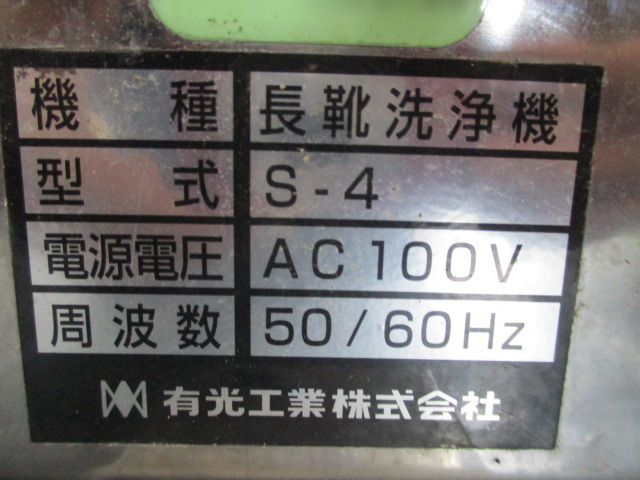 機種 長靴洗浄機
型式 S-4
電源電圧 AC100V
周波数 50/60Hz
有光工業株式会社